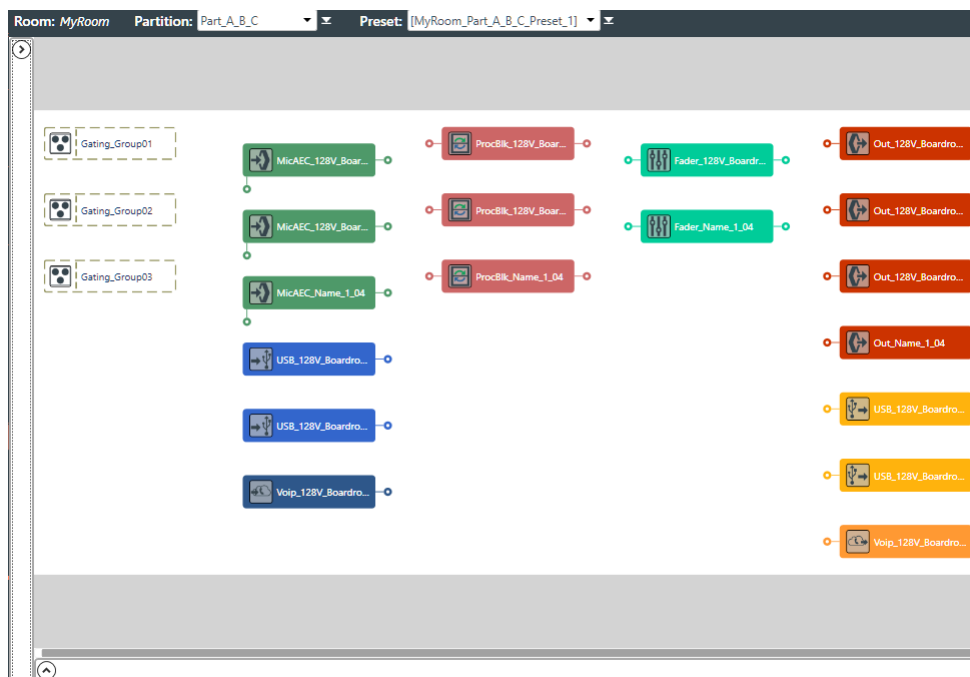 Room: MyRoom Partition: Part_A_B_C Preset: [MyRoom_Part_A_B_C_Preset_1]
Gating_Group01
MicAEC_128V_Boar...
ProcBlk_128V_Boar...
Fader_128V_Boardr...
Out_128V_Boardro...
Gating_Group02
MicAEC_128V_Boar...
ProcBlk_128V_Boar...
Fader_Name_1_04
Out_128V_Boardro...
Gating_Group03
MicAEC_Name_1_04
ProcBlk_Name_1_04
Out_128V_Boardro...
USB_128V_Boardro...
Out_Name_1_04
USB_128V_Boardro...
USB_128V_Boardro...
Voip_128V_Boardro...
USB_128V_Boardro...
Voip_128V_Boardro...